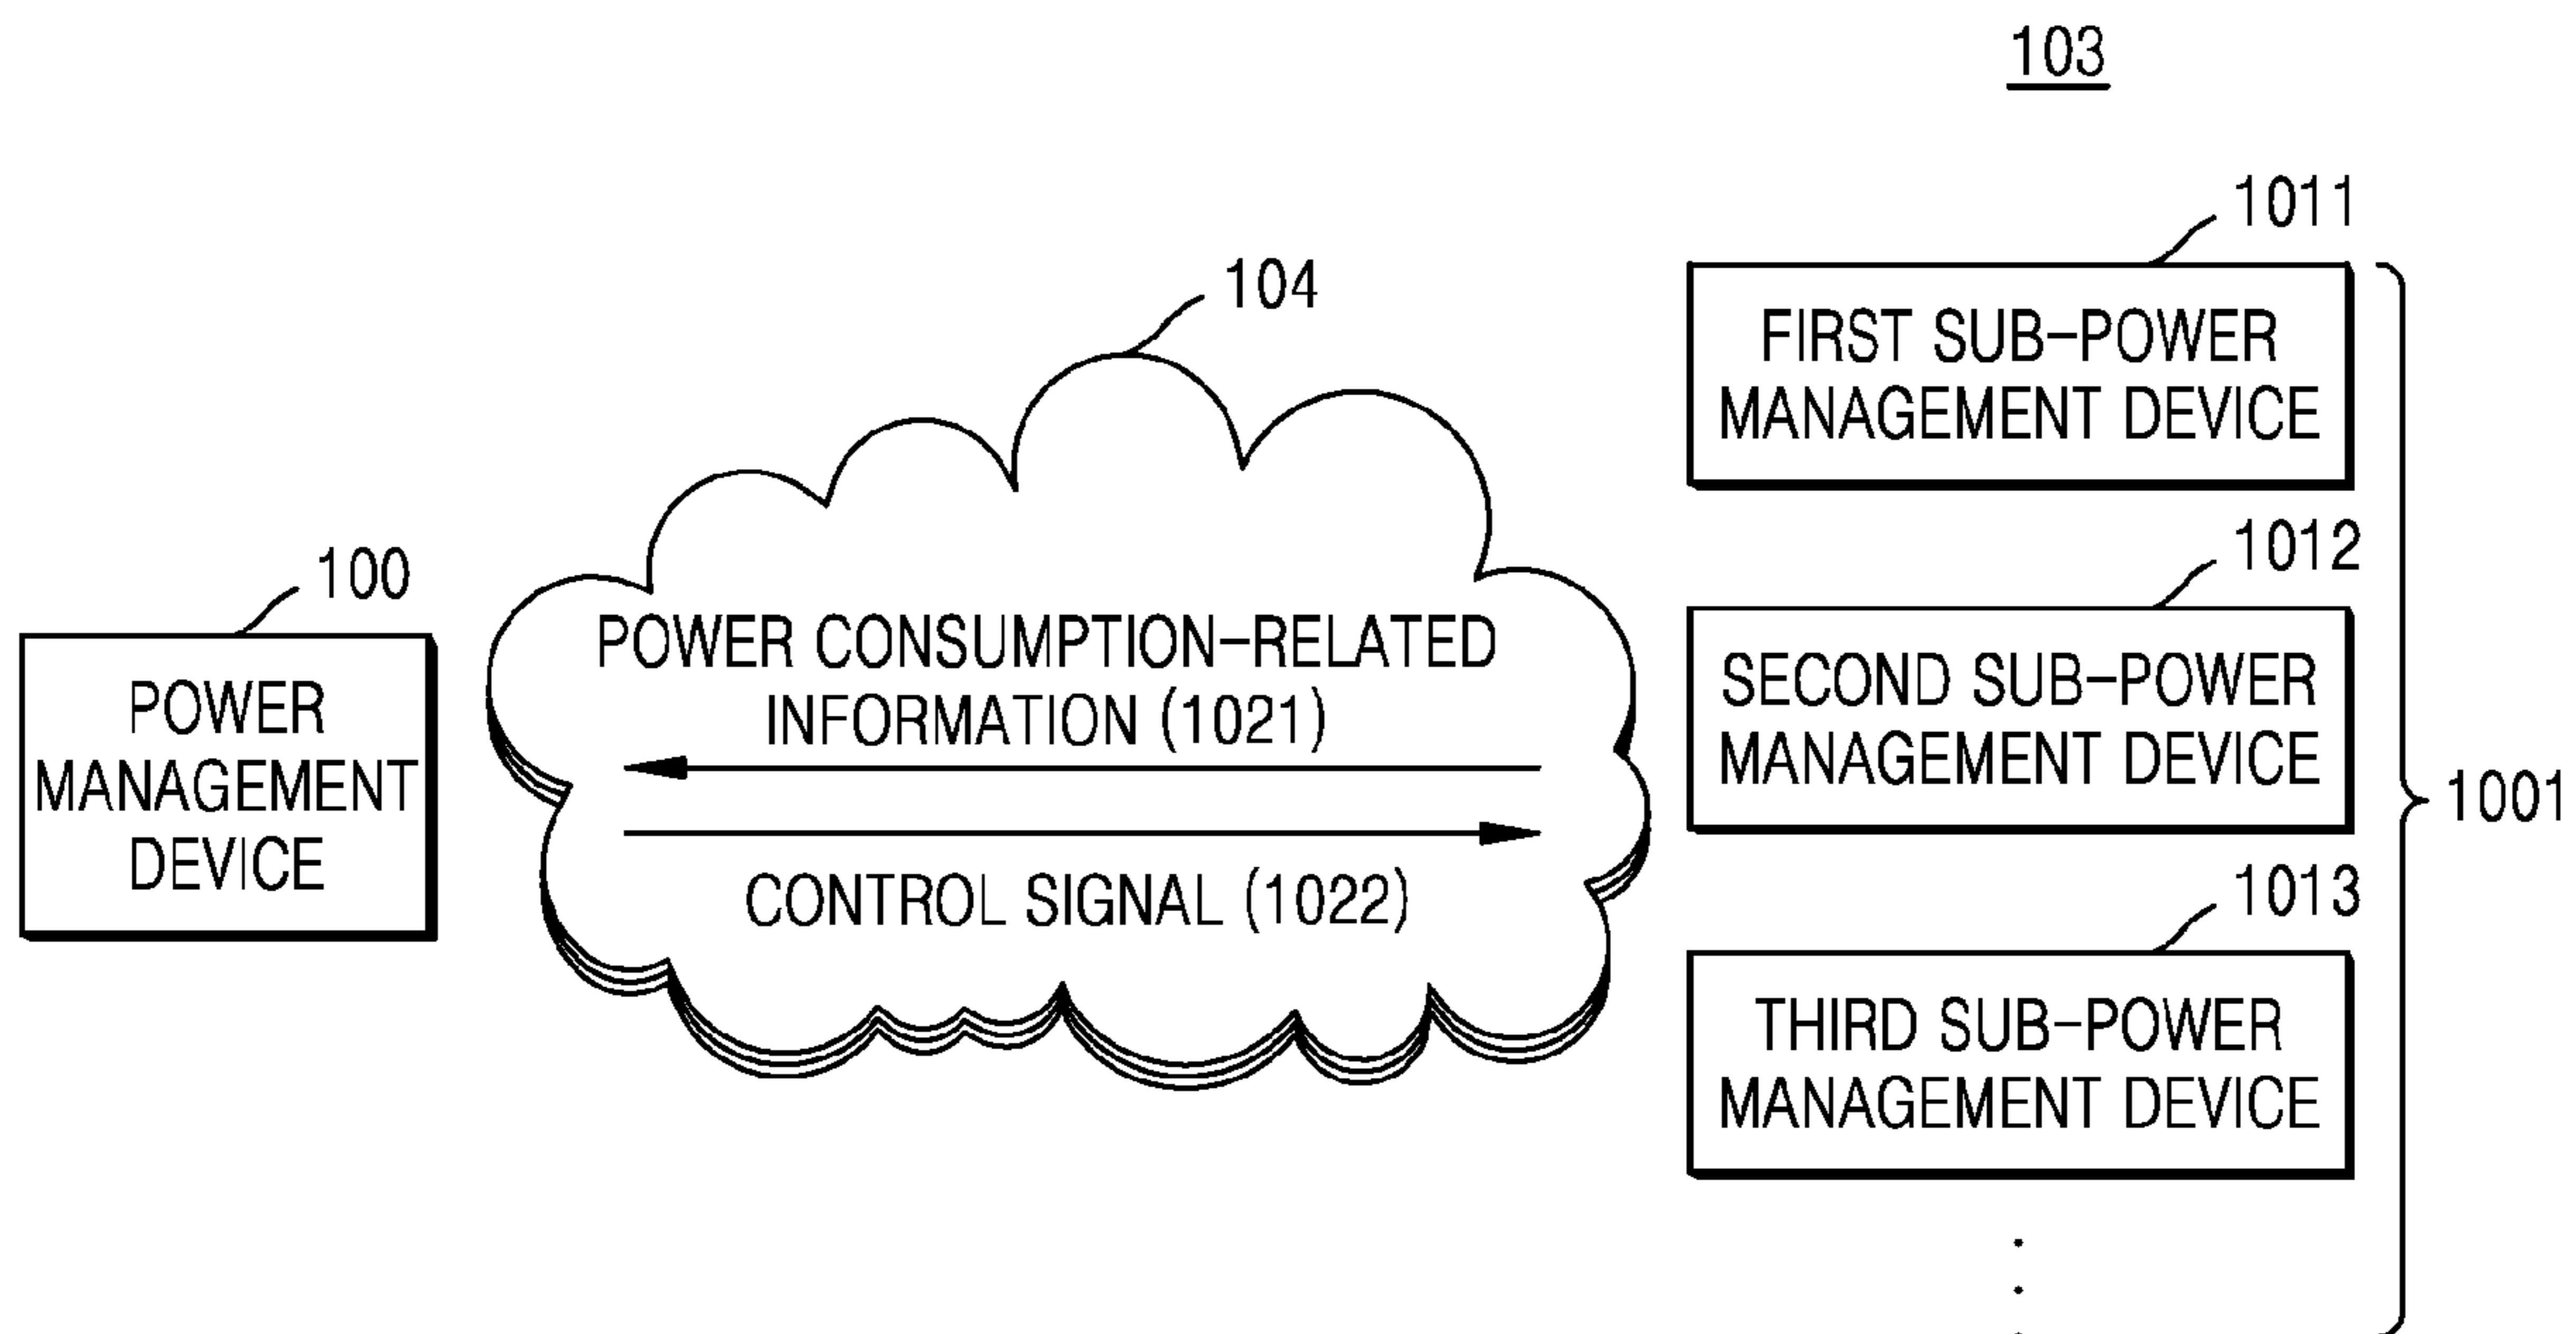 103
1011
104
FIRST SUB-POWER
MANAGEMENT DEVICE
1012
100
POWER CONSUMPTION-RELATED
INFORMATION (1021)
SECOND SUB-POWER
MANAGEMENT DEVICE
POWER
MANAGEMENT
DEVICE
1001
CONTROL SIGNAL (1022)
1013
THIRD SUB-POWER
MANAGEMENT DEVICE